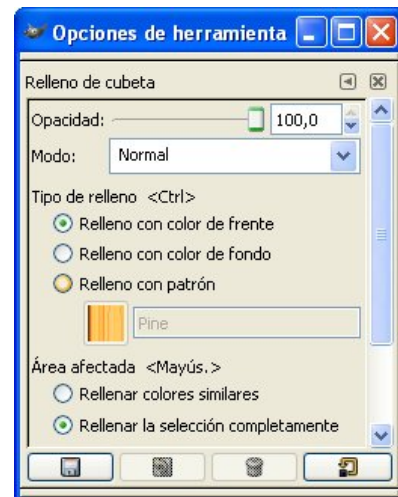 Opciones de herramienta
Relleno de cubeta
Opacidad: 100,0
Modo: Normal
Tipo de relleno <Ctrl>
Relleno con color de frente
Relleno con color de fondo
Relleno con patrón
Pine
Área afectada <Mayús.>
Rellenar colores similares
Rellenar la selección completamente